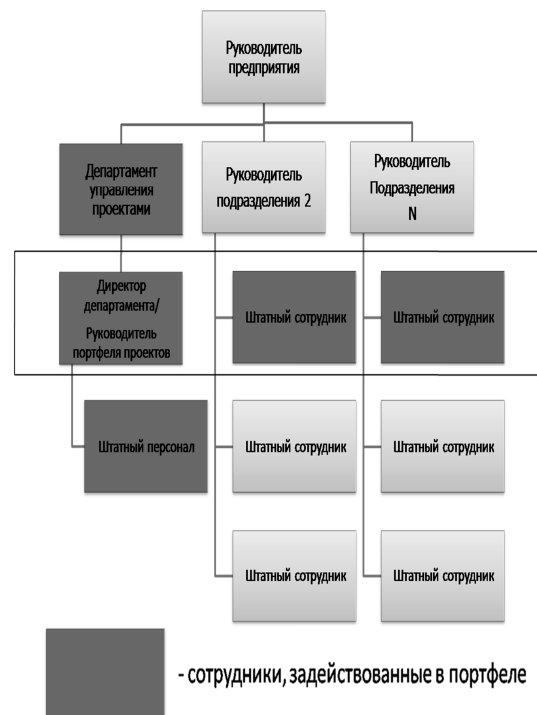 Руководитель
предприятия
Департамент
управления
проектами
Руководитель
подразделения 2
Руководитель
Подразделения
N
Директор
департамента/
Руководитель
портфеля проектов
Штатный сотрудник
Штатный сотрудник
Штатный персонал
Штатный сотрудник
Штатный сотрудник
Штатный сотрудник
Штатный сотрудник
- сотрудники, задействованные в портфеле